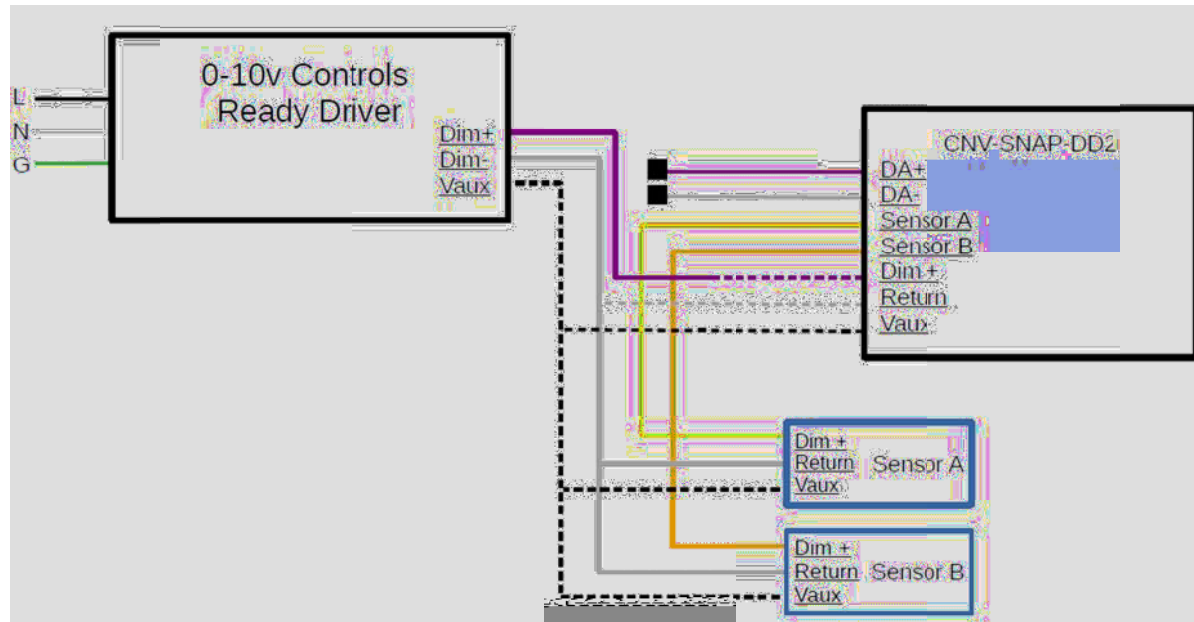 0-10v Controls
Ready Driver
L
N
G
Dim+
Dim-
Vaux
CNV-SNAP-DD2
DA+
DA-
Sensor A
Sensor B
Dim +
Return
Vaux
Dim +
Return
Vaux
Sensor A
Dim +
Return
Vaux
Sensor B